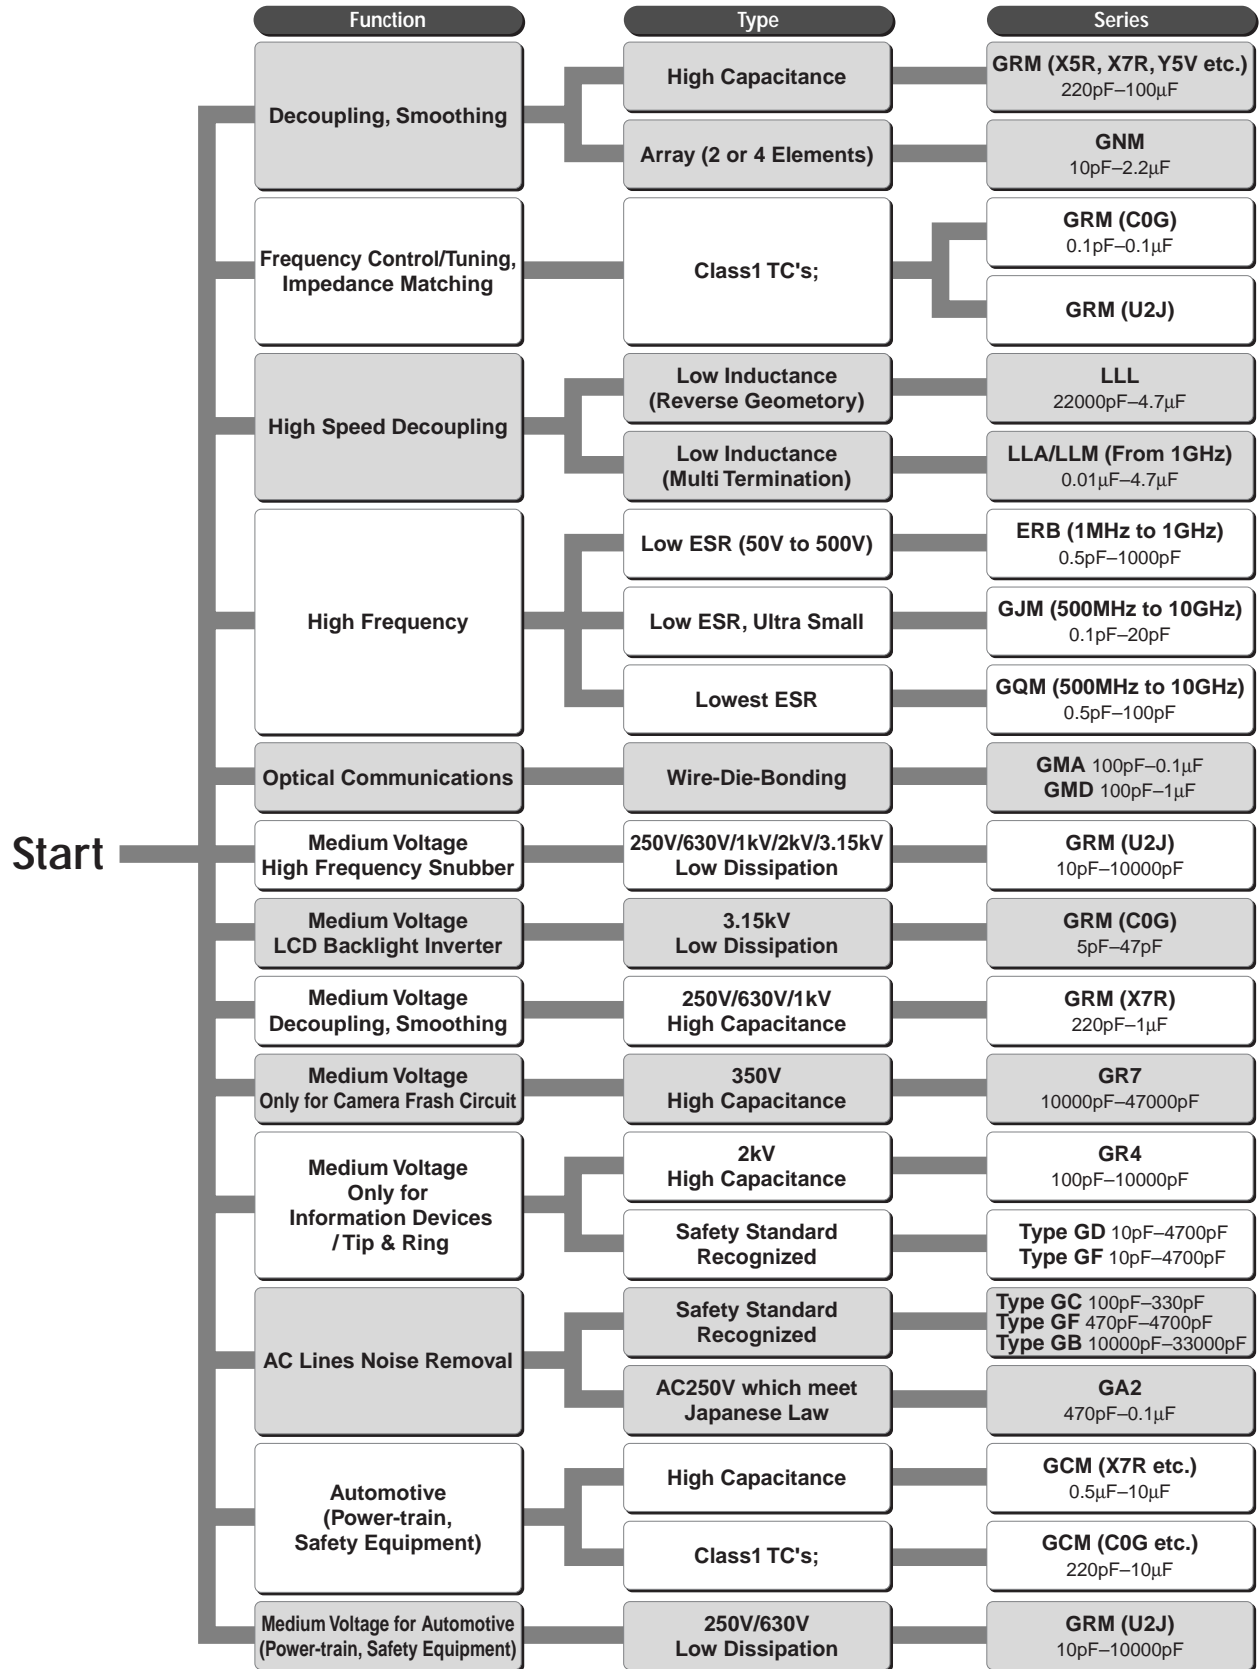 Function
Type
Series
Start
Decoupling, Smoothing
High Capacitance
GRM (X5R, X7R, Y5V etc.)
220pF–100µF
Array (2 or 4 Elements)
GNM
10pF–2.2µF
Frequency Control/Tuning,
Impedance Matching
Class1 TC's;
GRM (C0G)
0.1pF–0.1µF
GRM (U2J)
High Speed Decoupling
Low Inductance
(Reverse Geometory)
LLL
22000pF–4.7µF
Low Inductance
(Multi Termination)
LLA/LLM (From 1GHz)
0.01µF–4.7µF
High Frequency
Low ESR (50V to 500V)
ERB (1MHz to 1GHz)
0.5pF–1000pF
Low ESR, Ultra Small
GJM (500MHz to 10GHz)
0.1pF–20pF
Lowest ESR
GQM (500MHz to 10GHz)
0.5pF–100pF
Optical Communications
Wire-Die-Bonding
GMA 100pF–0.1µF
GMD 100pF–1µF
Medium Voltage
High Frequency Snubber
250V/630V/1kV/2kV/3.15kV
Low Dissipation
GRM (U2J)
10pF–10000pF
Medium Voltage
LCD Backlight Inverter
3.15kV
Low Dissipation
GRM (C0G)
5pF–47pF
Medium Voltage
Decoupling, Smoothing
250V/630V/1kV
High Capacitance
GRM (X7R)
220pF–1µF
Medium Voltage
Only for Camera Frash Circuit
350V
High Capacitance
GR7
10000pF–47000pF
Medium Voltage
Only for
Information Devices
/ Tip & Ring
2kV
High Capacitance
GR4
100pF–10000pF
Safety Standard
Recognized
Type GD 10pF–4700pF
Type GF 10pF–4700pF
AC Lines Noise Removal
Safety Standard
Recognized
Type GC 100pF–330pF
Type GF 470pF–4700pF
Type GB 10000pF–33000pF
AC250V which meet
Japanese Law
GA2
470pF–0.1µF
Automotive
(Power-train,
Safety Equipment)
High Capacitance
GCM (X7R etc.)
0.5µF–10µF
Class1 TC's;
GCM (C0G etc.)
220pF–10µF
Medium Voltage for Automotive
(Power-train, Safety Equipment)
250V/630V
Low Dissipation
GRM (U2J)
10pF–10000pF